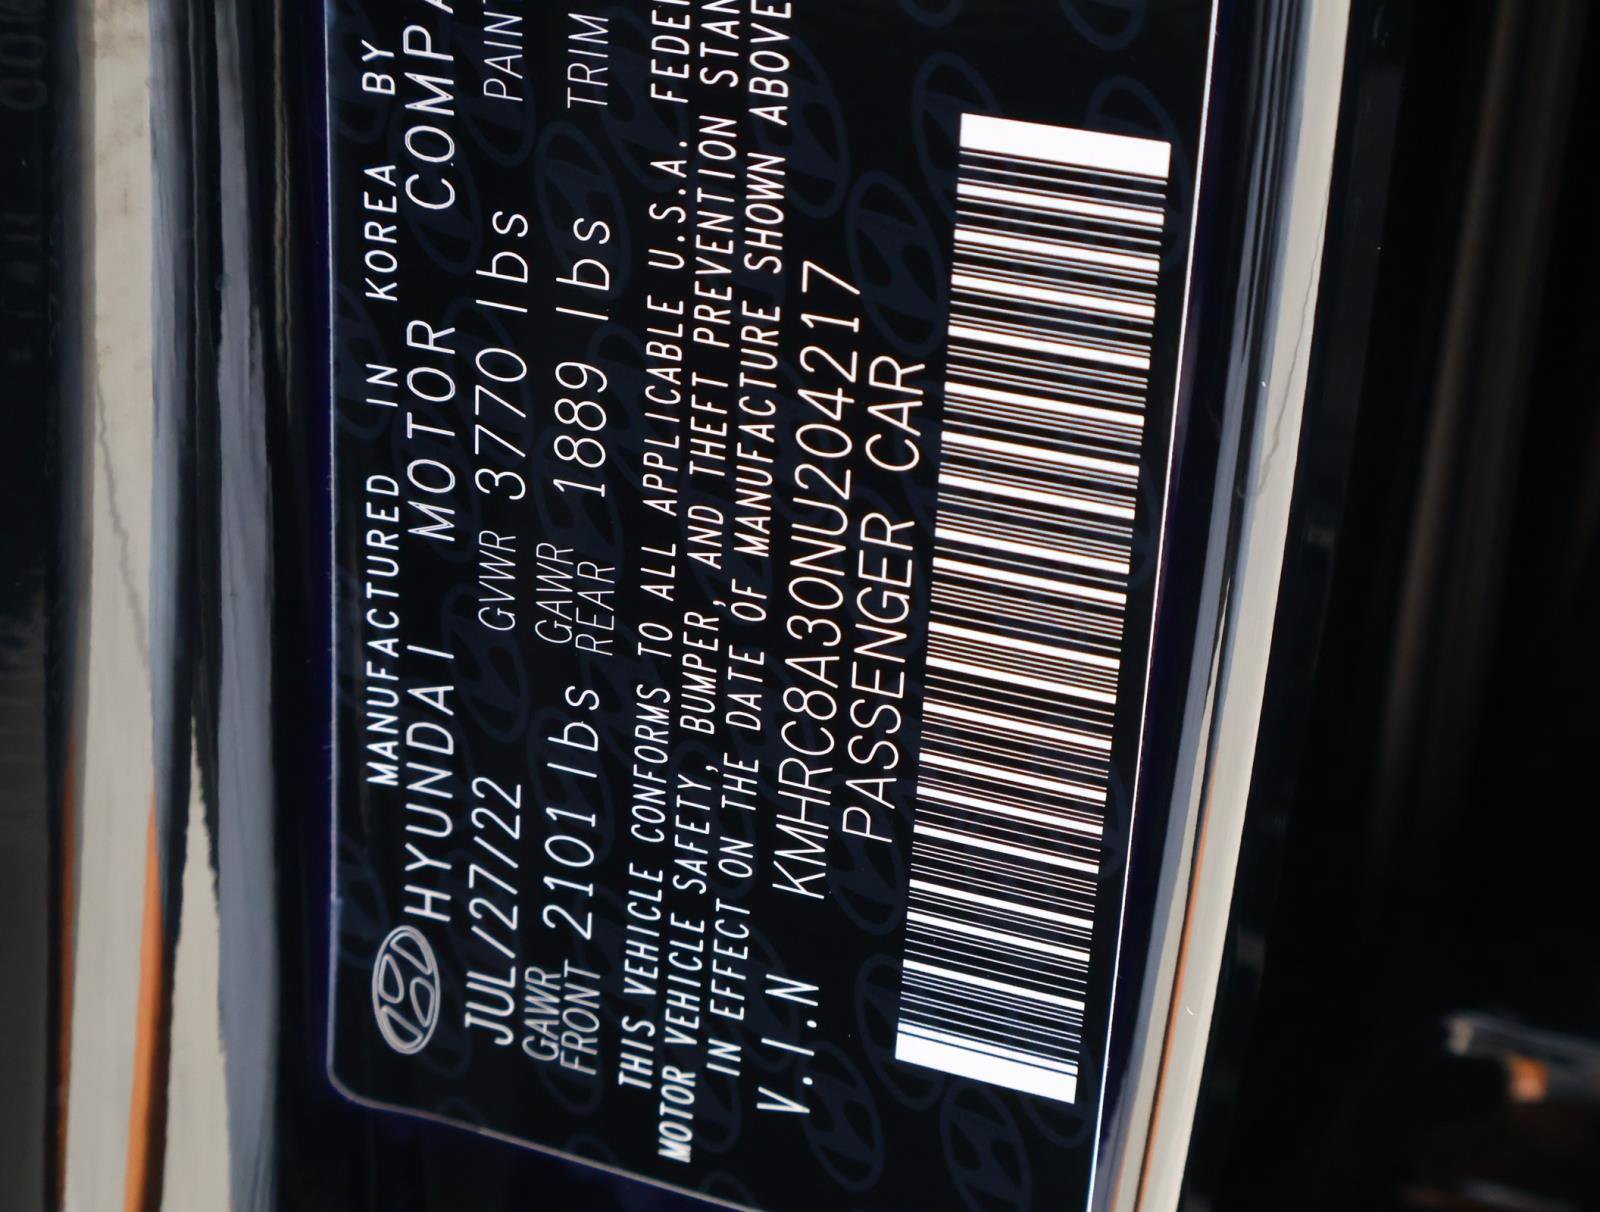 MANUFACTURED IN KOREA BY
HYUNDAI MOTOR COMPA
JUL/27/22 GVWR 3770 lbs PAINT
GAWR FRONT 2101 lbs GAWR REAR 1889 lbs TRIM
THIS VEHICLE CONFORMS TO ALL APPLICABLE U.S.A. FEDE
MOTOR VEHICLE SAFETY, BUMPER, AND THEFT PREVENTION STAN
IN EFFECT ON THE DATE OF MANUFACTURE SHOWN ABOVE
V.I.N KMHRC8A30NU204217
PASSENGER CAR